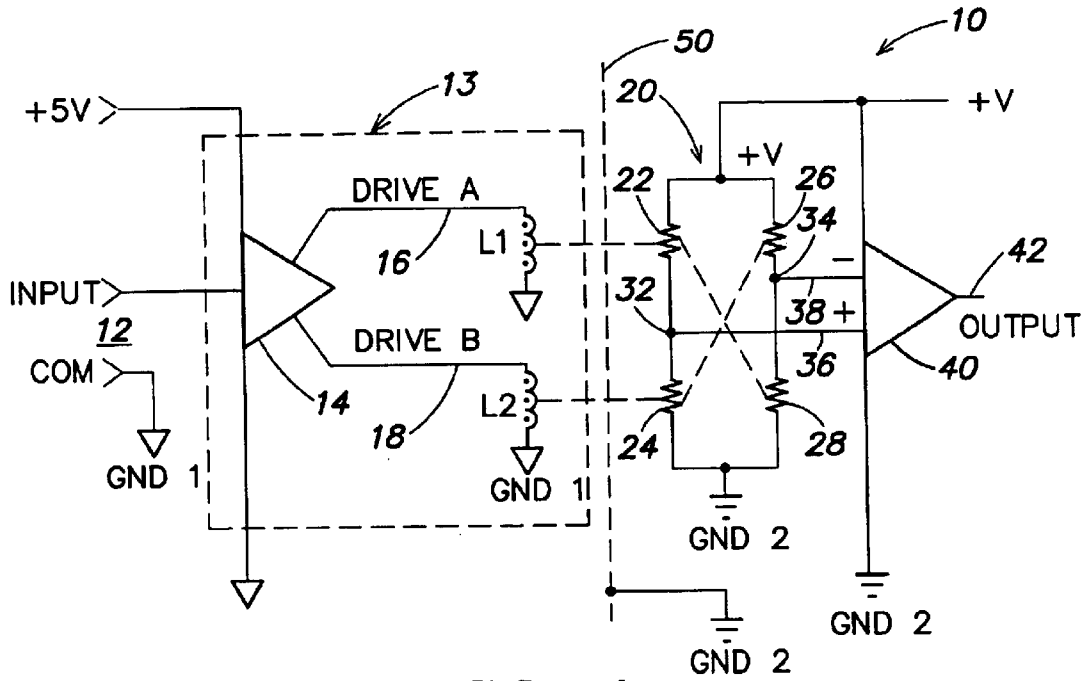 10
50
+5V
13
20
+V
+V
DRIVE A
22
26
34
16
L1
INPUT
12
32
−
38
+
36
42
OUTPUT
40
COM
14
DRIVE B
18
L2
24
28
GND 1
GND 1
GND 2
GND 2
GND 2